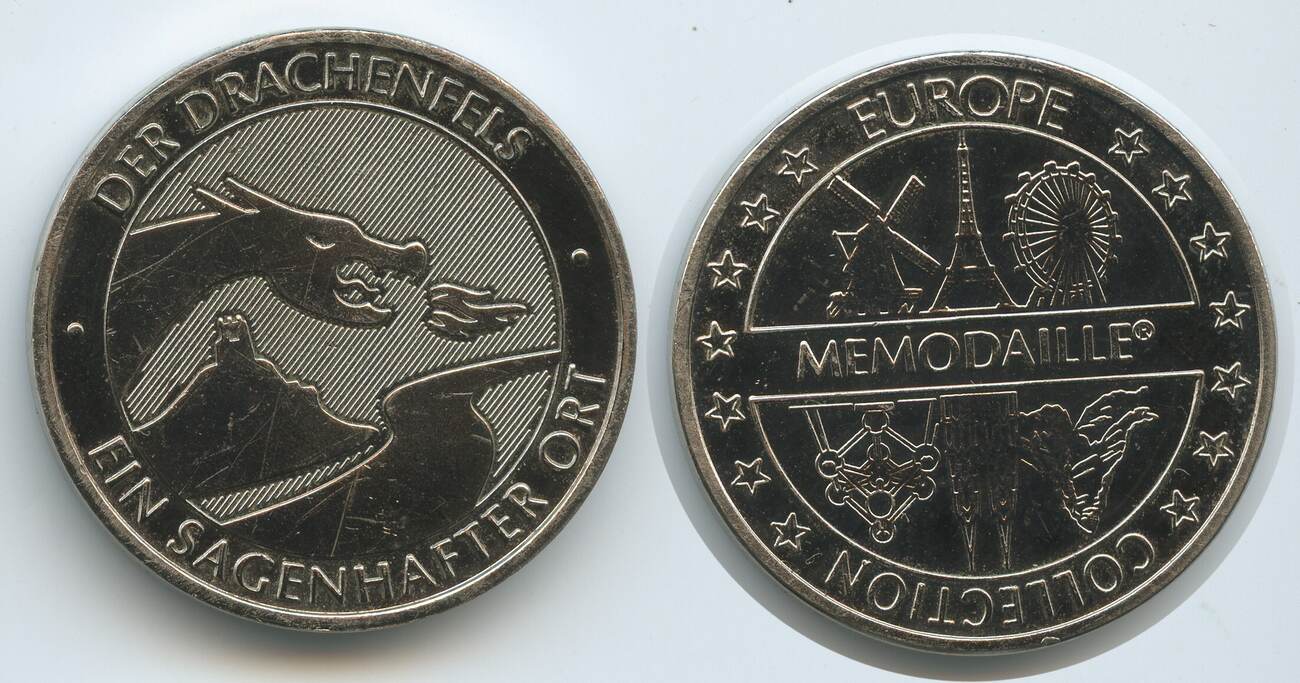 DER DRACHENFELS
EIN SAGENHAFTER ORT
EUROPE
MEMODAILLE®
COLLECTION